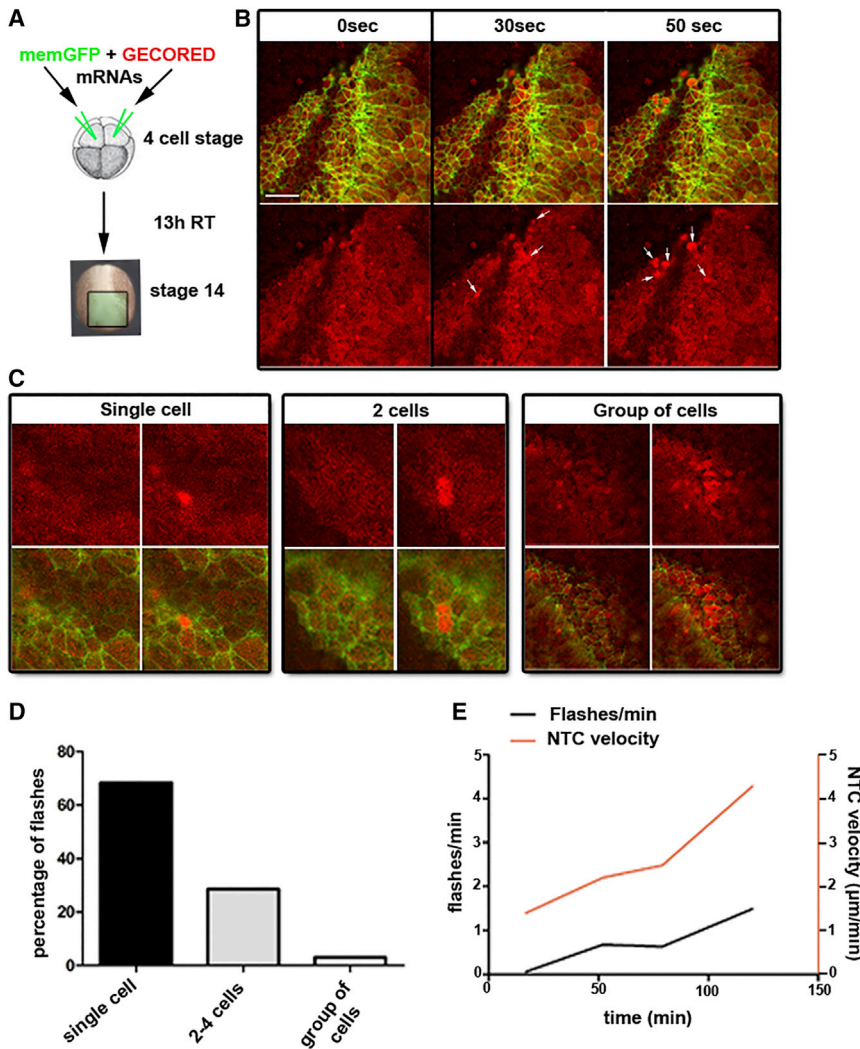 A
memGFP + GECORED
mRNAs
4 cell stage
13h RT
stage 14
B
0sec 30sec 50 sec
C
Single cell 2 cells Group of cells
D
percentage of flashes
80
60
40
20
0
single cell
2-4 cells
group of
cells
E
Flashes/min
NTC velocity
flashes/min
5
4
3
2
1
0
0 50 100 150
time (min)
5
4
3
2
1
0
NTC velocity (µm/min)